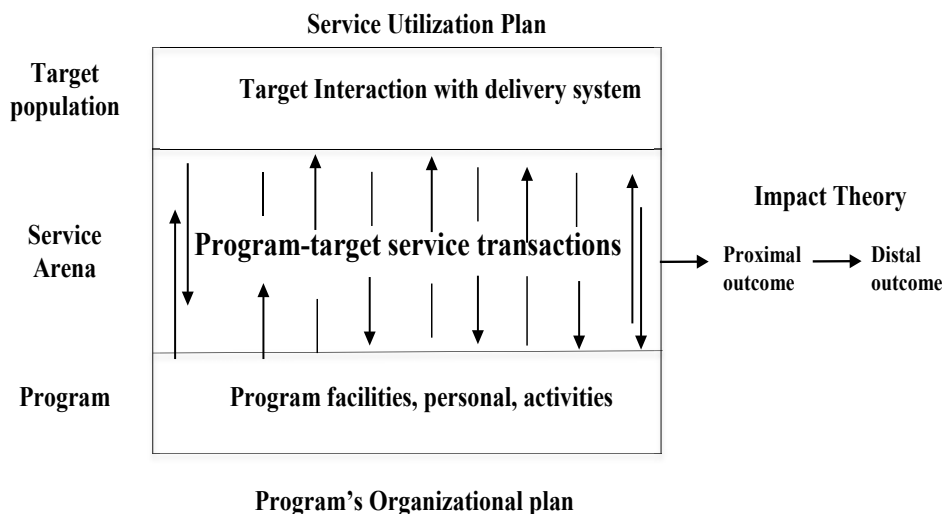 Service Utilization Plan
Target
population
Target Interaction with delivery system
Service
Arena
Program-target service transactions
Impact Theory
Proximal
outcome
Distal
outcome
Program
Program facilities, personal, activities
Program's Organizational plan